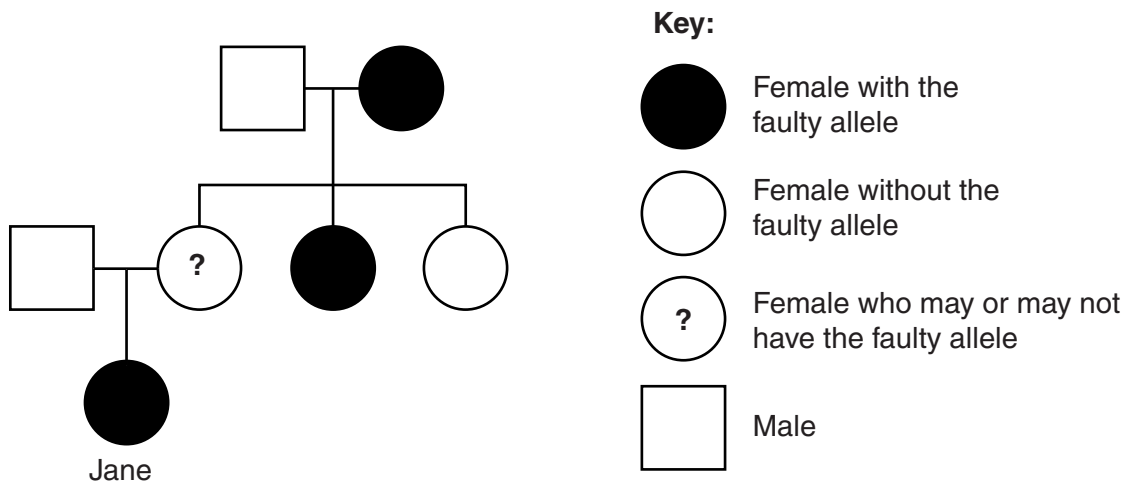 Key:
Female with the
faulty allele
Female without the
faulty allele
?
Female who may or may not
have the faulty allele
Male
?
Jane